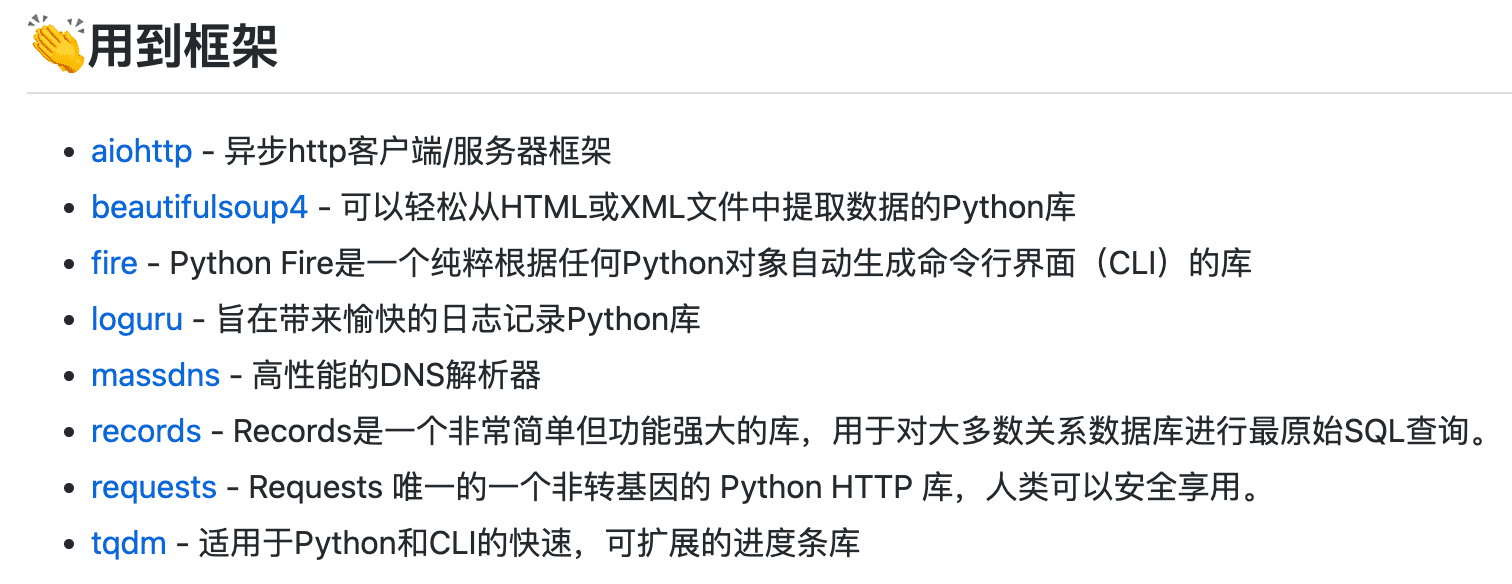 👏用到框架
aiohttp - 异步http客户端/服务器框架
beautifulsoup4 - 可以轻松从HTML或XML文件中提取数据的Python库
fire - Python Fire是一个纯粹根据任何Python对象自动生成命令行界面（CLI）的库
loguru - 旨在带来愉快的日志记录Python库
massdns - 高性能的DNS解析器
records - Records是一个非常简单但功能强大的库，用于对大多数关系数据库进行最原始SQL查询。
requests - Requests 唯一的一个非转基因的 Python HTTP 库，人类可以安全享用。
tqdm - 适用于Python和CLI的快速，可扩展的进度条库